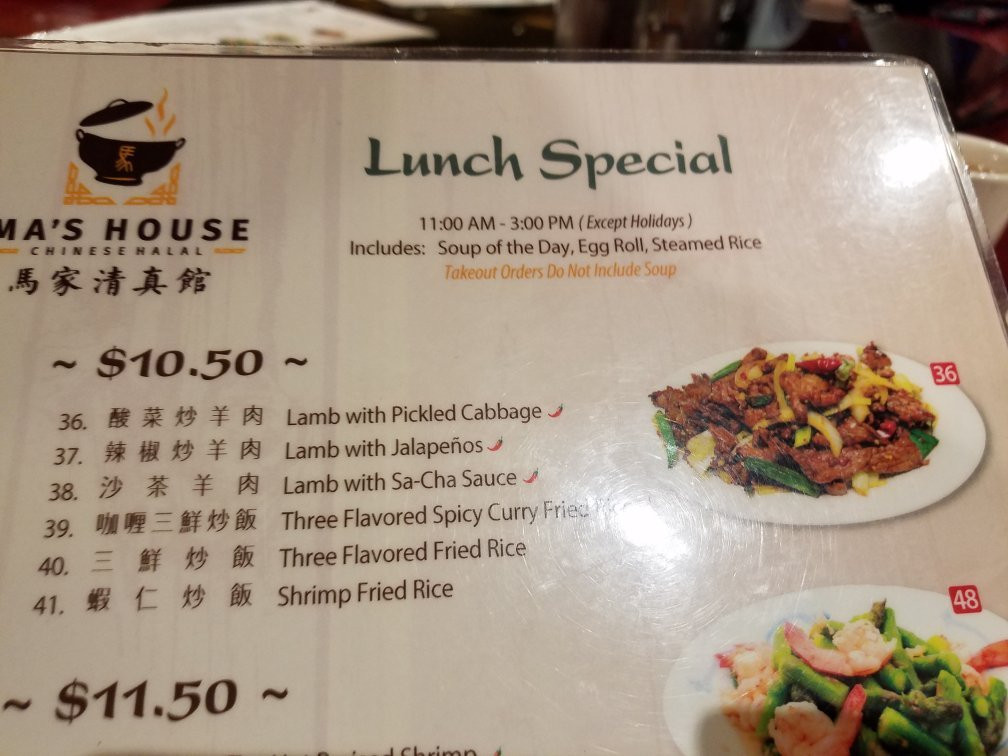 馬
MA'S HOUSE
CHINESE HALAL
馬家清真館
Lunch Special
11:00 AM - 3:00 PM (Except Holidays)
Includes: Soup of the Day, Egg Roll, Steamed Rice
Takeout Orders Do Not Include Soup
~ $10.50 ~
36. 酸菜炒羊肉 Lamb with Pickled Cabbage
37. 辣椒炒羊肉 Lamb with Jalapeños
38. 沙茶羊肉 Lamb with Sa-Cha Sauce
39. 咖喱三鮮炒飯 Three Flavored Spicy Curry Fried Rice
40. 三鮮炒飯 Three Flavored Fried Rice
41. 蝦仁炒飯 Shrimp Fried Rice
36
48
~ $11.50 ~
Shrimp